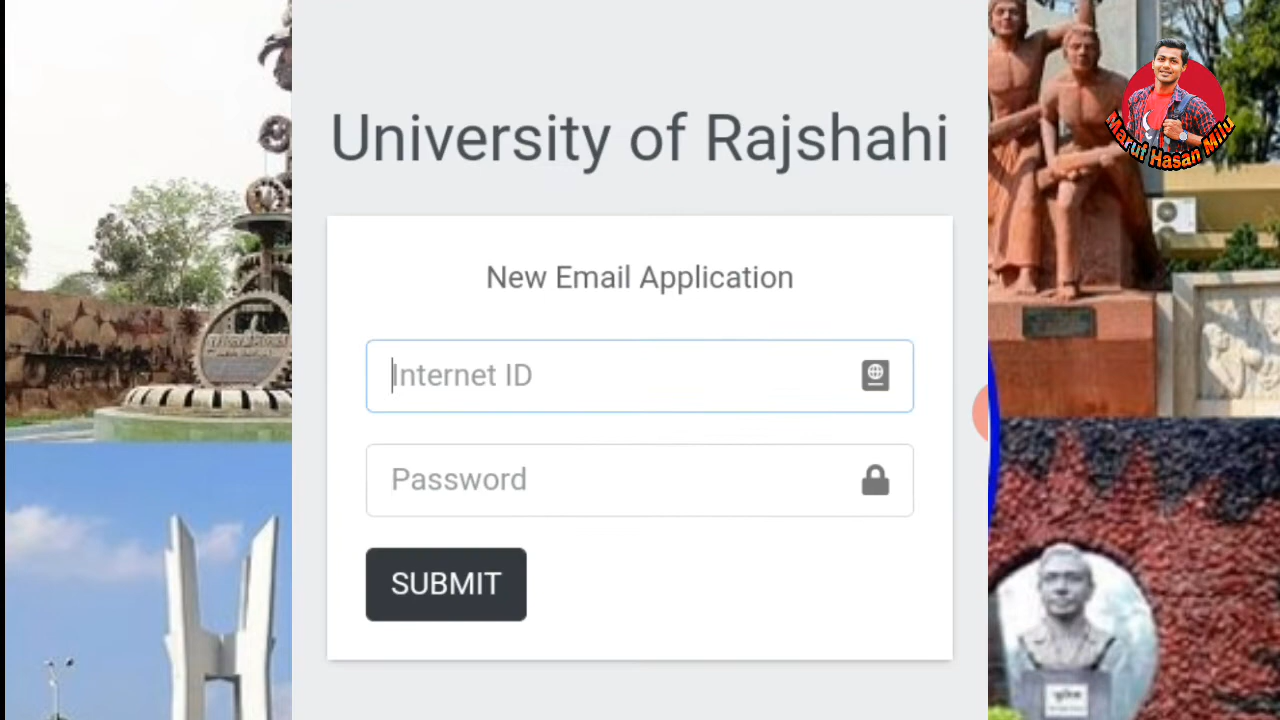 University of Rajshahi
Maruf Hasan Milu
New Email Application
Internet ID
Password
SUBMIT